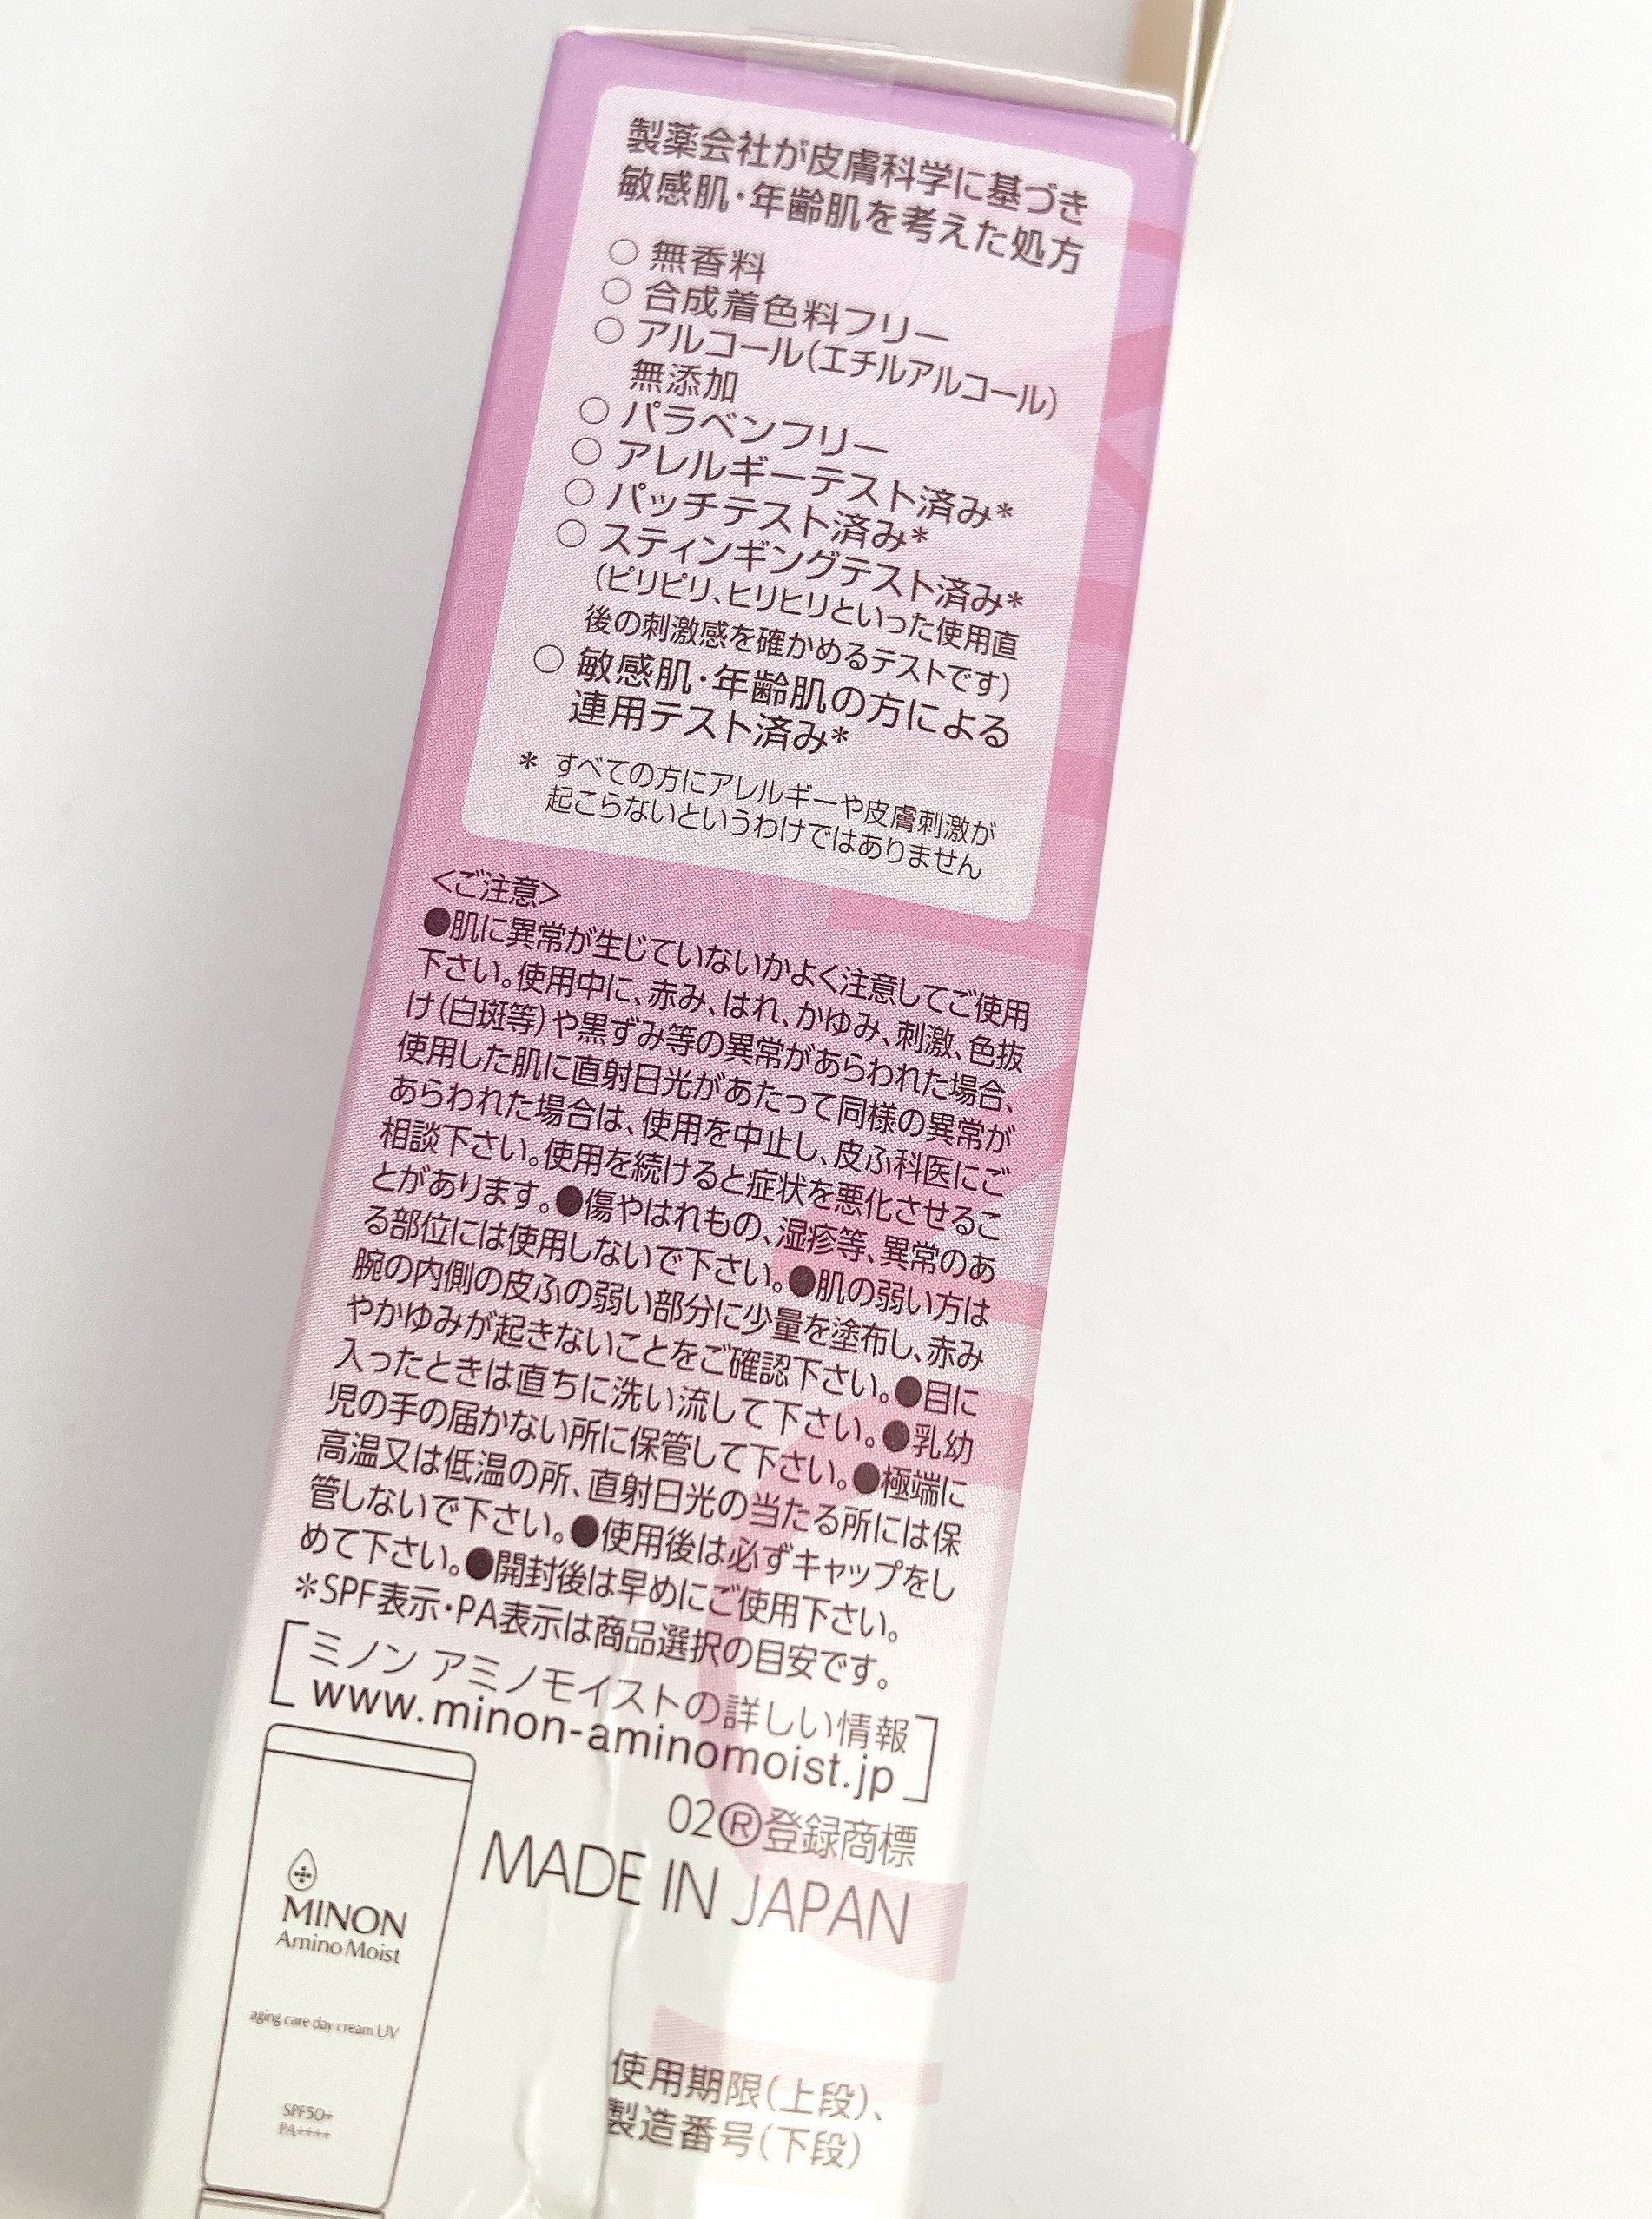 製薬会社が皮膚科学に基づき
敏感肌・年齢肌を考えた処方
○ 無香料
○ 合成着色料フリー
○ アルコール(エチルアルコール)
無添加
○ パラベンフリー
○ アレルギーテスト済み*
○ パッチテスト済み*
○ スティンギングテスト済み*
(ピリピリ、ヒリヒリといった使用直
後の刺激感を確かめるテストです)
○ 敏感肌・年齢肌の方による
連用テスト済み*
* すべての方にアレルギーや皮膚刺激が
起こらないというわけではありません
<ご注意>
●肌に異常が生じていないかよく注意してご使用
下さい。使用中に、赤み、はれ、かゆみ、刺激、色抜
け(白斑等)や黒ずみ等の異常があらわれた場合、
使用した肌に直射日光があたって同様の異常が
あらわれた場合は、使用を中止し、皮ふ科医にご
相談下さい。使用を続けると症状を悪化させるこ
とがあります。●傷やはれもの、湿疹等、異常のあ
る部位には使用しないで下さい。●肌の弱い方は
腕の内側の皮ふの弱い部分に少量を塗布し、赤み
やかゆみが起きないことをご確認下さい。●目に
入ったときは直ちに洗い流して下さい。●乳幼
児の手の届かない所に保管して下さい。●極端に
高温又は低温の所、直射日光の当たる所には保
管しないで下さい。●使用後は必ずキャップをし
めて下さい。●開封後は早めにご使用下さい。
*SPF表示・PA表示は商品選択の目安です。
ミノン アミノモイストの詳しい情報
www.minon-aminomoist.jp
02®登録商標
MADE IN JAPAN
MINON
Amino Moist
aging care day cream UV
SPF50+
PA++++
使用期限(上段)、
製造番号(下段)